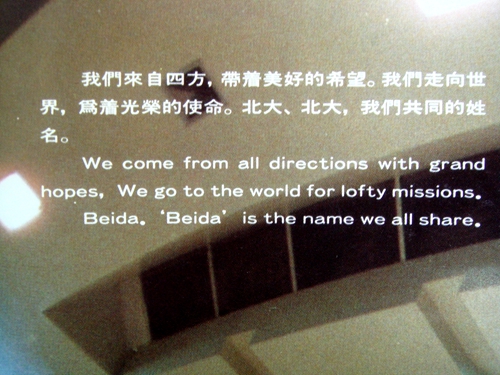 我們來自四方，帶着美好的希望。我們走向世
界，爲着光榮的使命。北大、北大，我們共同的姓
名。
We come from all directions with grand
hopes, We go to the world for lofty missions.
Beida. 'Beida' is the name we all share.